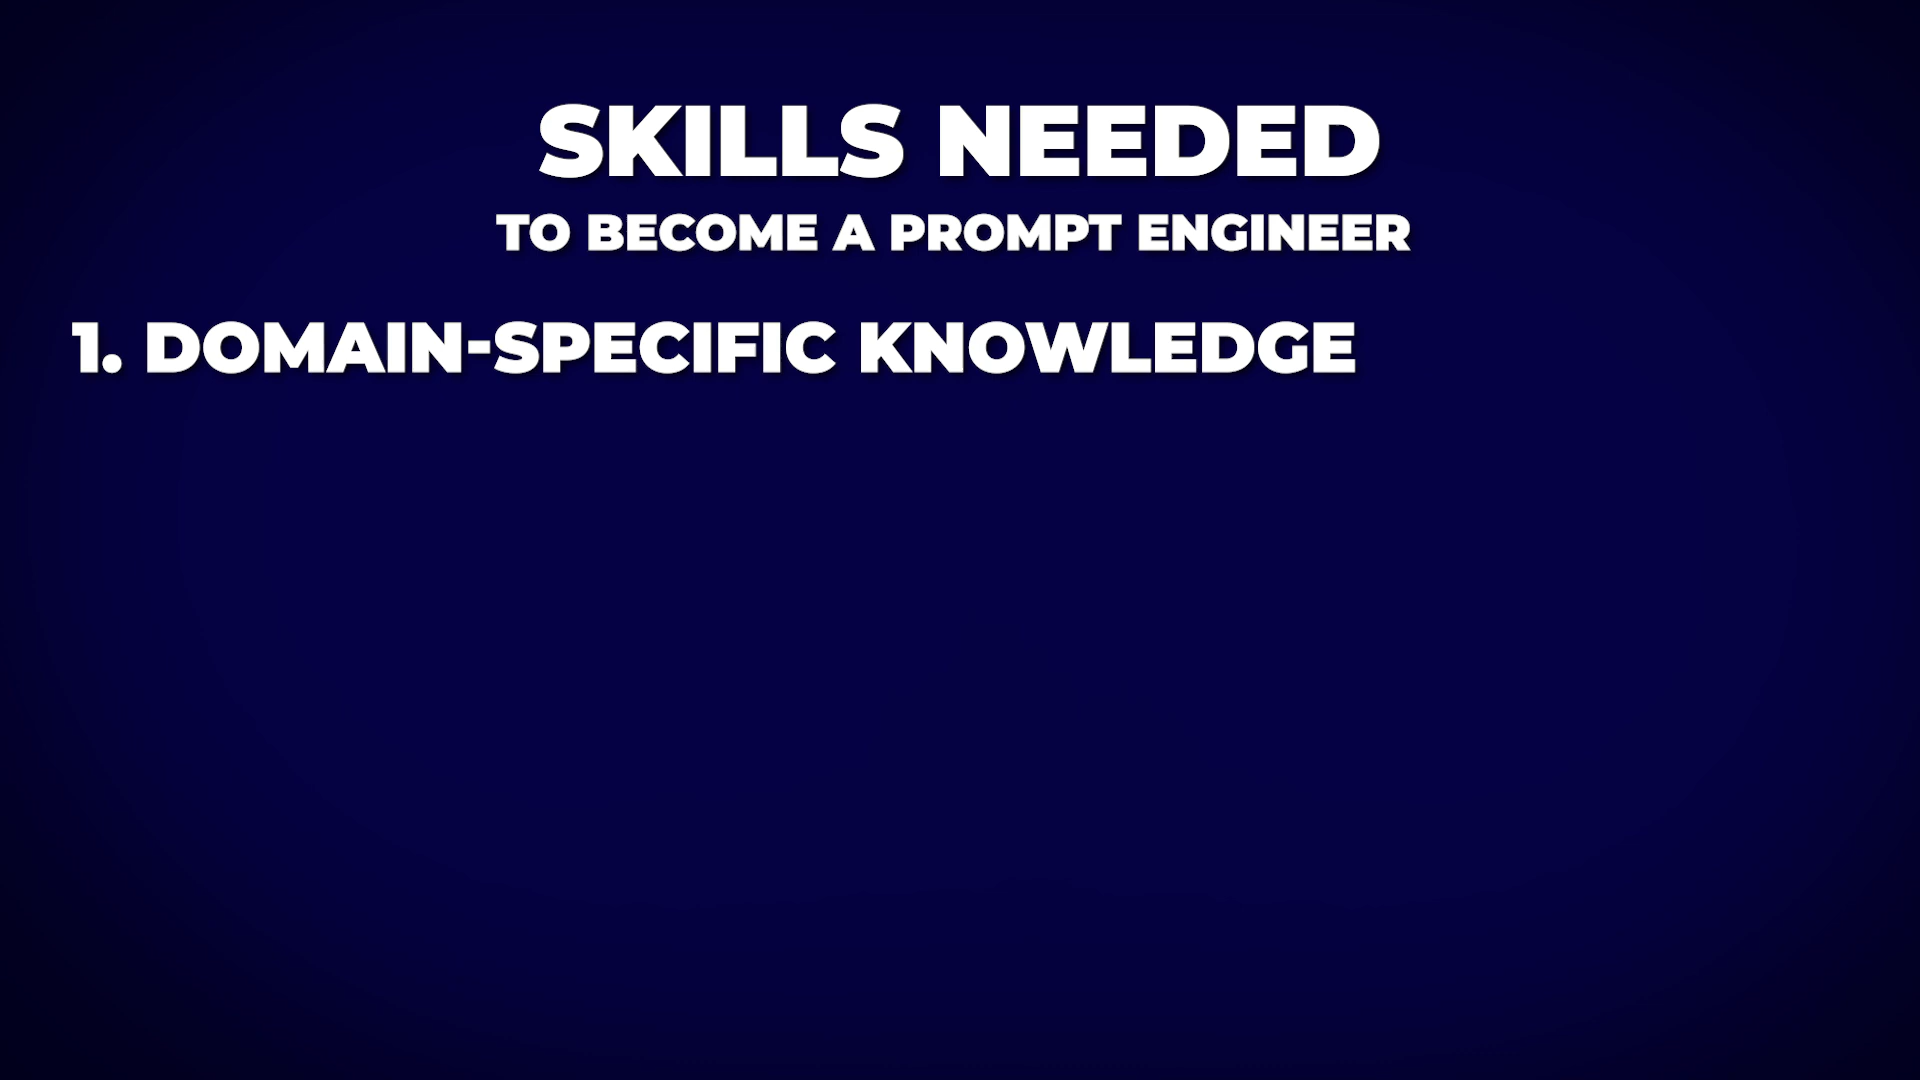 SKILLS NEEDED
TO BECOME A PROMPT ENGINEER
1. DOMAIN-SPECIFIC KNOWLEDGE